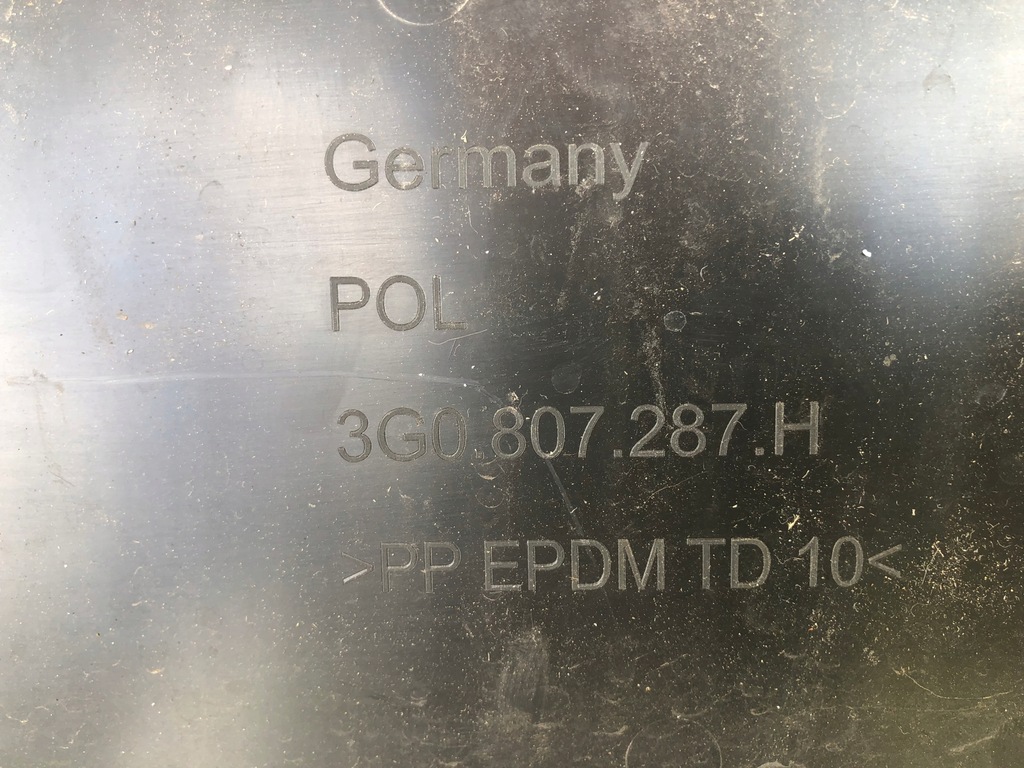 Germany
POL
3G0.807.287.H
>PP EPDM TD 10<